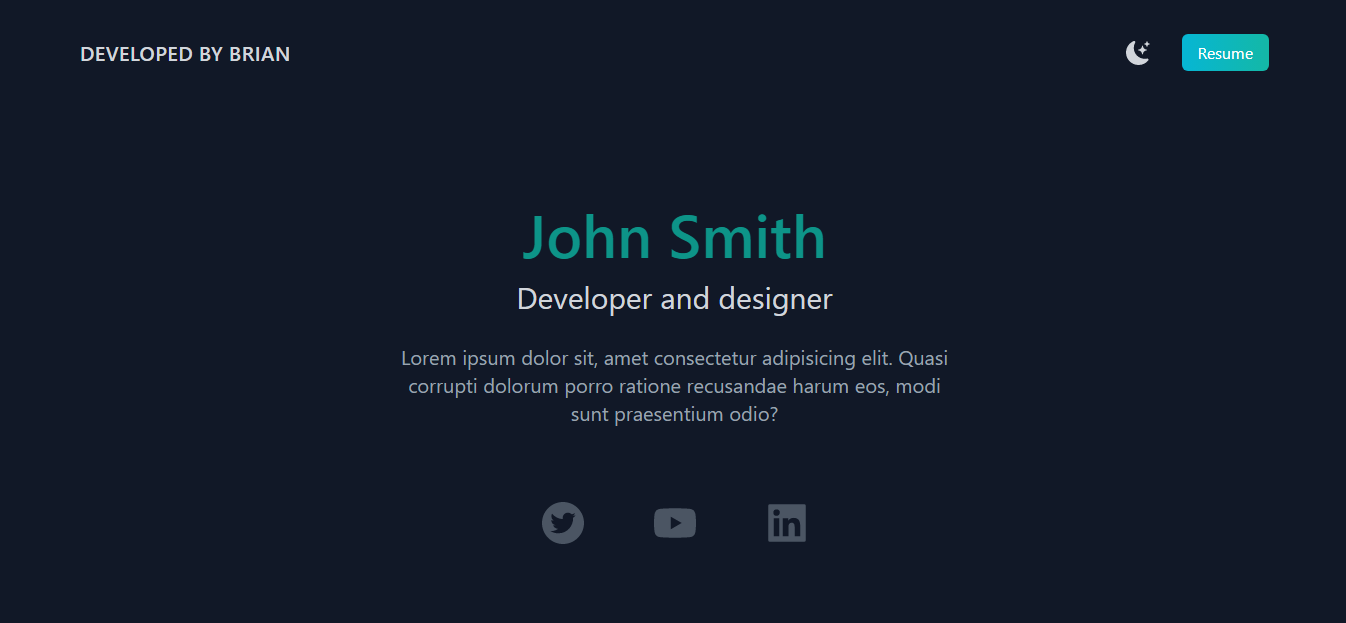 DEVELOPED BY BRIAN
Resume
John Smith
Developer and designer
Lorem ipsum dolor sit, amet consectetur adipisicing elit. Quasi
corrupti dolorum porro ratione recusandae harum eos, modi
sunt praesentium odio?
in